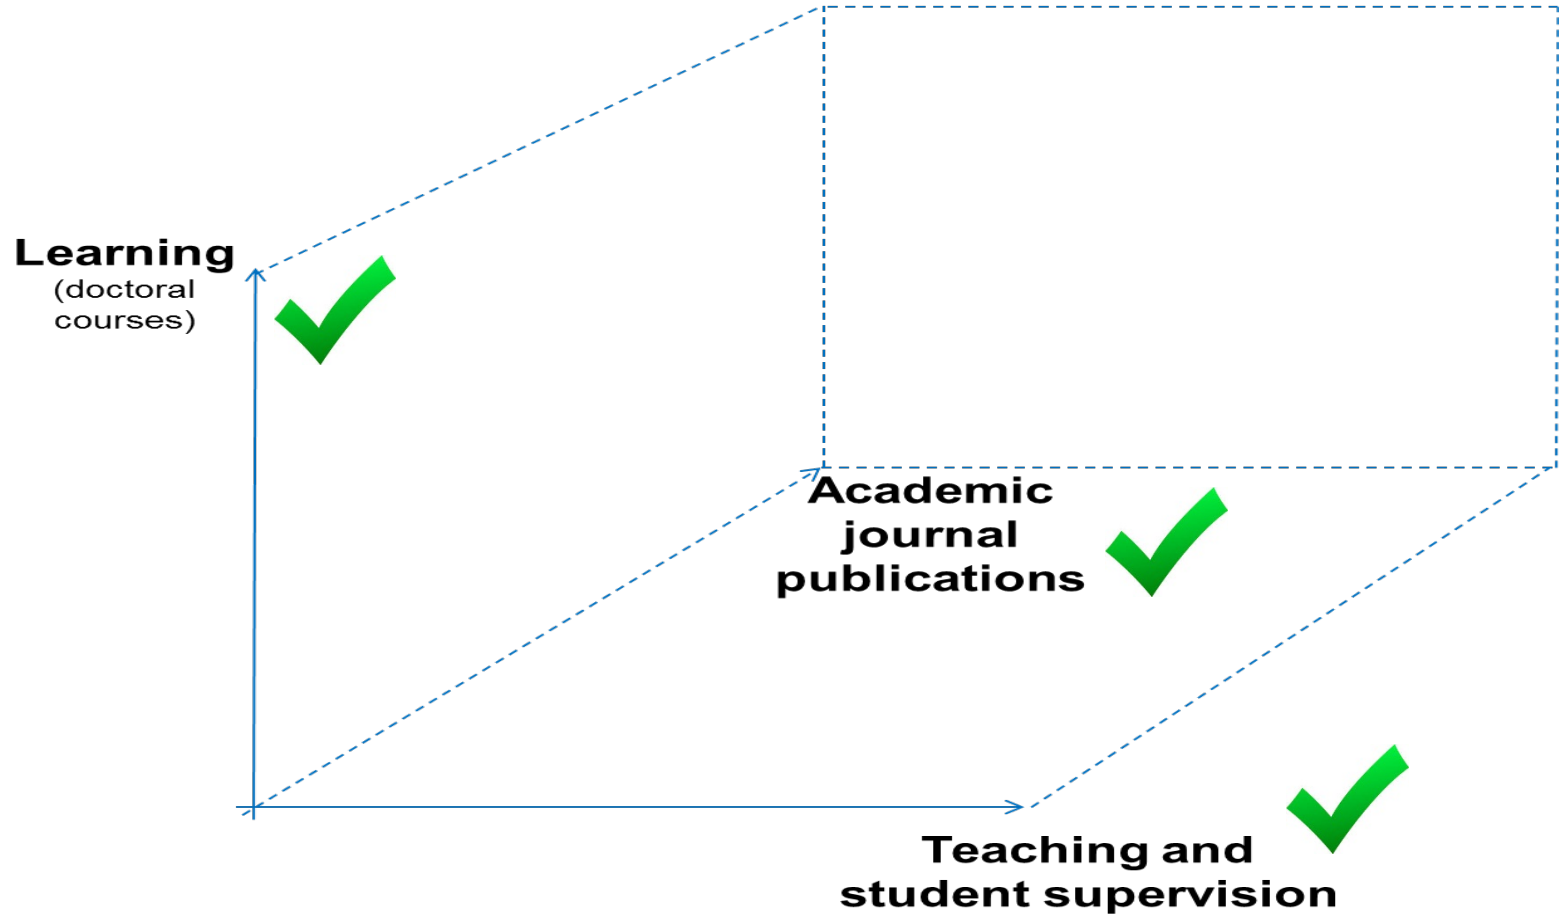 Learning
(doctoral
courses)
Academic
journal
publications
Teaching and
student supervision